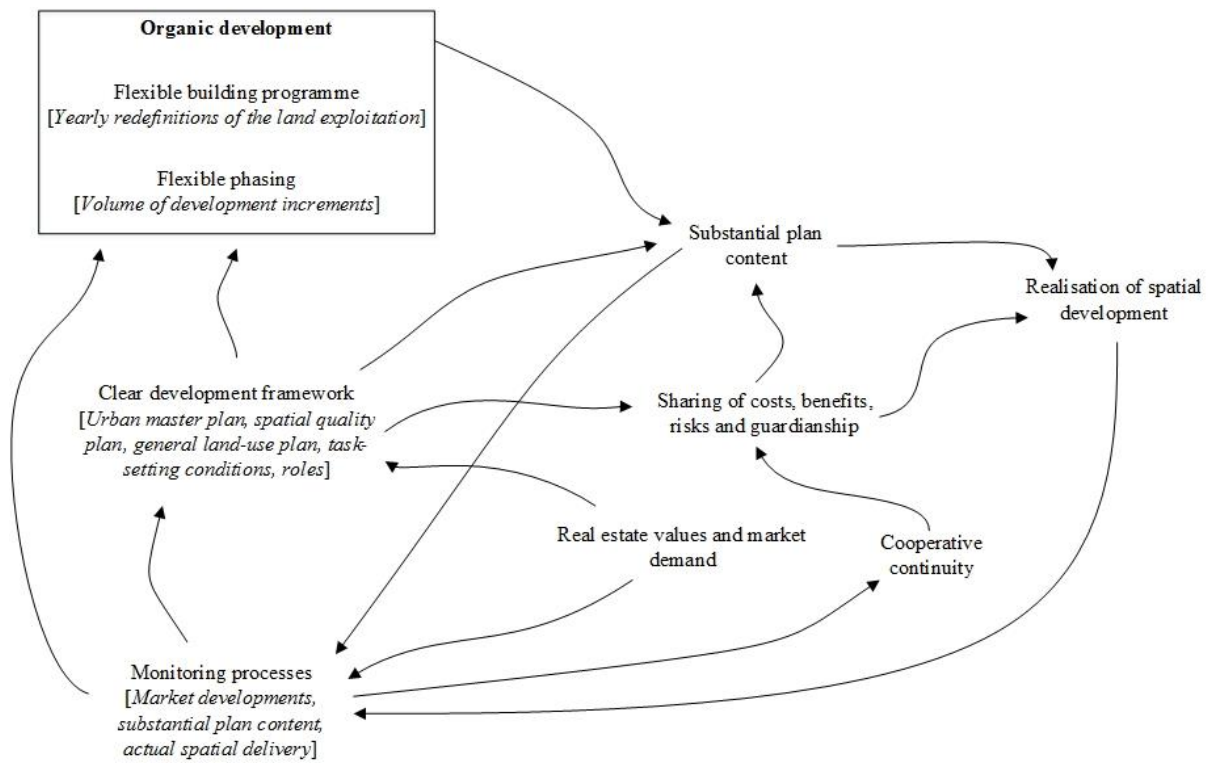 Organic development
Flexible building programme
[Yearly redefinitions of the land exploitation]
Flexible phasing
[Volume of development increments]
Substantial plan
content
Realisation of spatial
development
Clear development framework
[Urban master plan, spatial quality
plan, general land-use plan, task-
setting conditions, roles]
Sharing of costs, benefits,
risks and guardianship
Real estate values and market
demand
Cooperative
continuity
Monitoring processes
[Market developments,
substantial plan content,
actual spatial delivery]